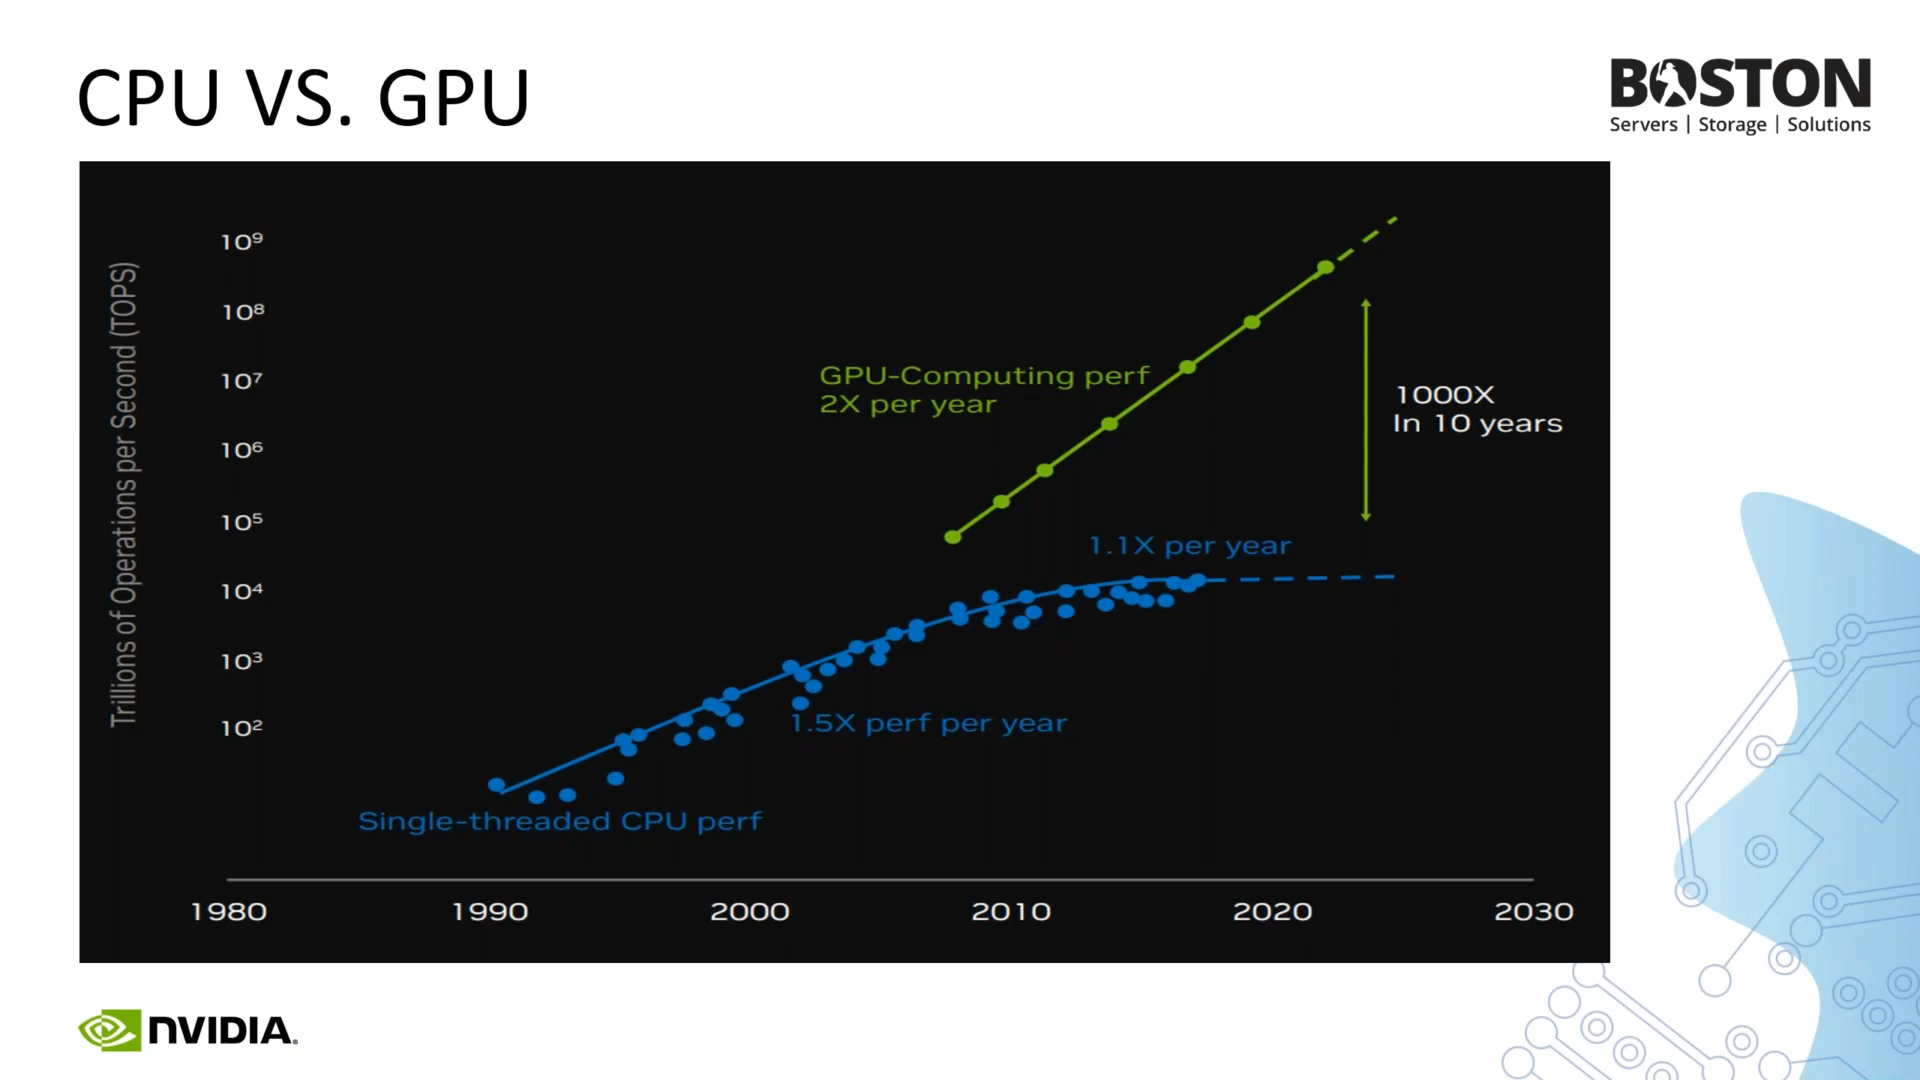 CPU VS. GPU
BOSTON
Servers | Storage | Solutions
Trillions of Operations per Second (TOPS)
10⁹
10⁸
10⁷
10⁶
10⁵
10⁴
10³
10²
GPU-Computing perf
2X per year
1000X
In 10 years
1.1X per year
1.5X perf per year
Single-threaded CPU perf
1980 1990 2000 2010 2020 2030
NVIDIA.